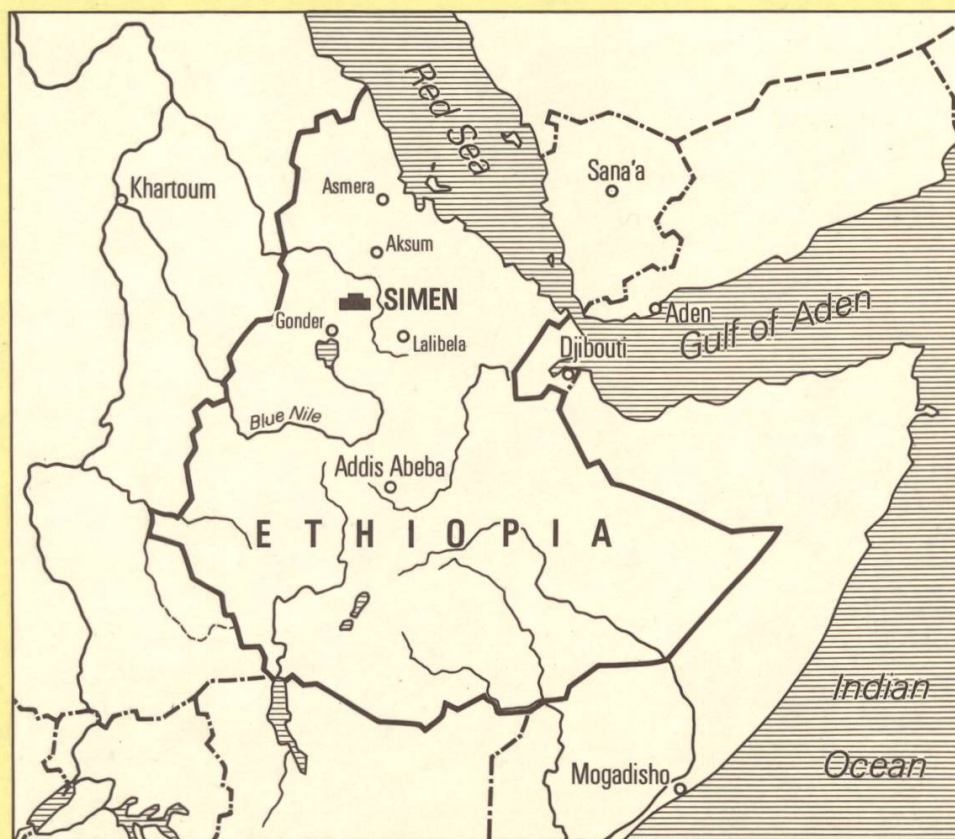 Red Sea
Khartoum
Asmera
Sana'a
Aksum
SIMEN
Gonder
Lalibela
Aden
Gulf of Aden
Djibouti
Blue Nile
Addis Abeba
ETHIOPIA
Indian
Ocean
Mogadisho